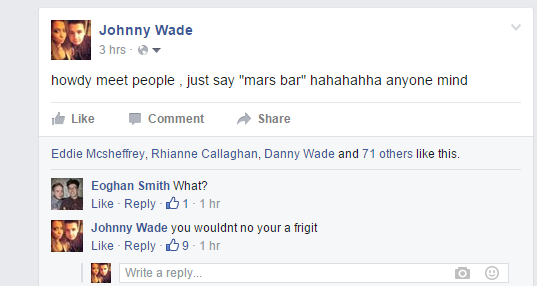 Johnny Wade
3 hrs ·
howdy meet people , just say "mars bar" hahahahha anyone mind
Like Comment Share
Eddie Mcsheffrey, Rhianne Callaghan, Danny Wade and 71 others like this.
Eoghan Smith What?
Like · Reply · 1 · 1 hr
Johnny Wade you wouldnt no your a frigit
Like · Reply · 9 · 1 hr
Write a reply...